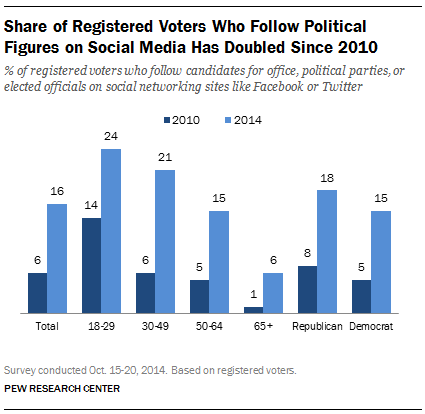 Share of Registered Voters Who Follow Political
Figures on Social Media Has Doubled Since 2010
% of registered voters who follow candidates for office, political parties, or
elected officials on social networking sites like Facebook or Twitter
2010 2014
6 16 14 24 6 21 5 15 1 6 8 18 5 15
Total 18-29 30-49 50-64 65+ Republican Democrat
Survey conducted Oct. 15-20, 2014. Based on registered voters.
PEW RESEARCH CENTER